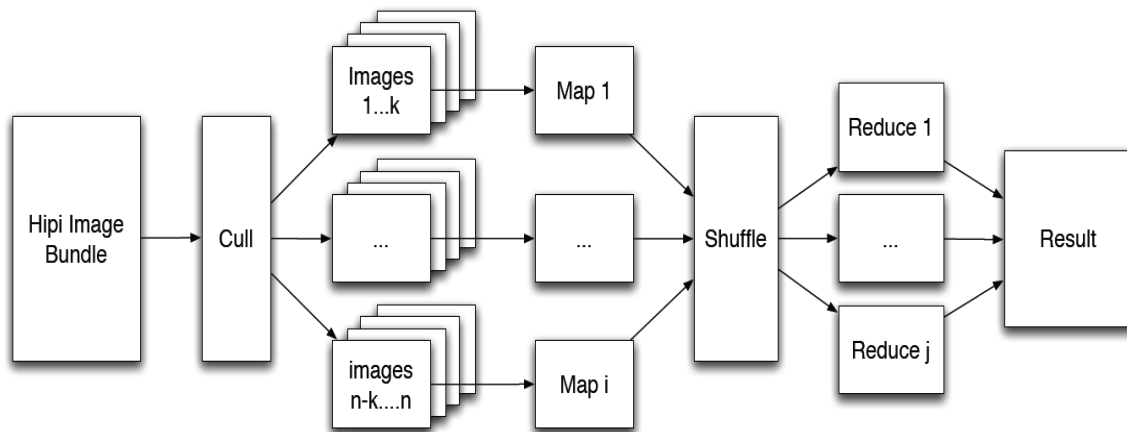 Hipi Image
Bundle
Cull
Images
1...k
...
images
n-k....n
Map 1
...
Map i
Shuffle
Reduce 1
...
Reduce j
Result